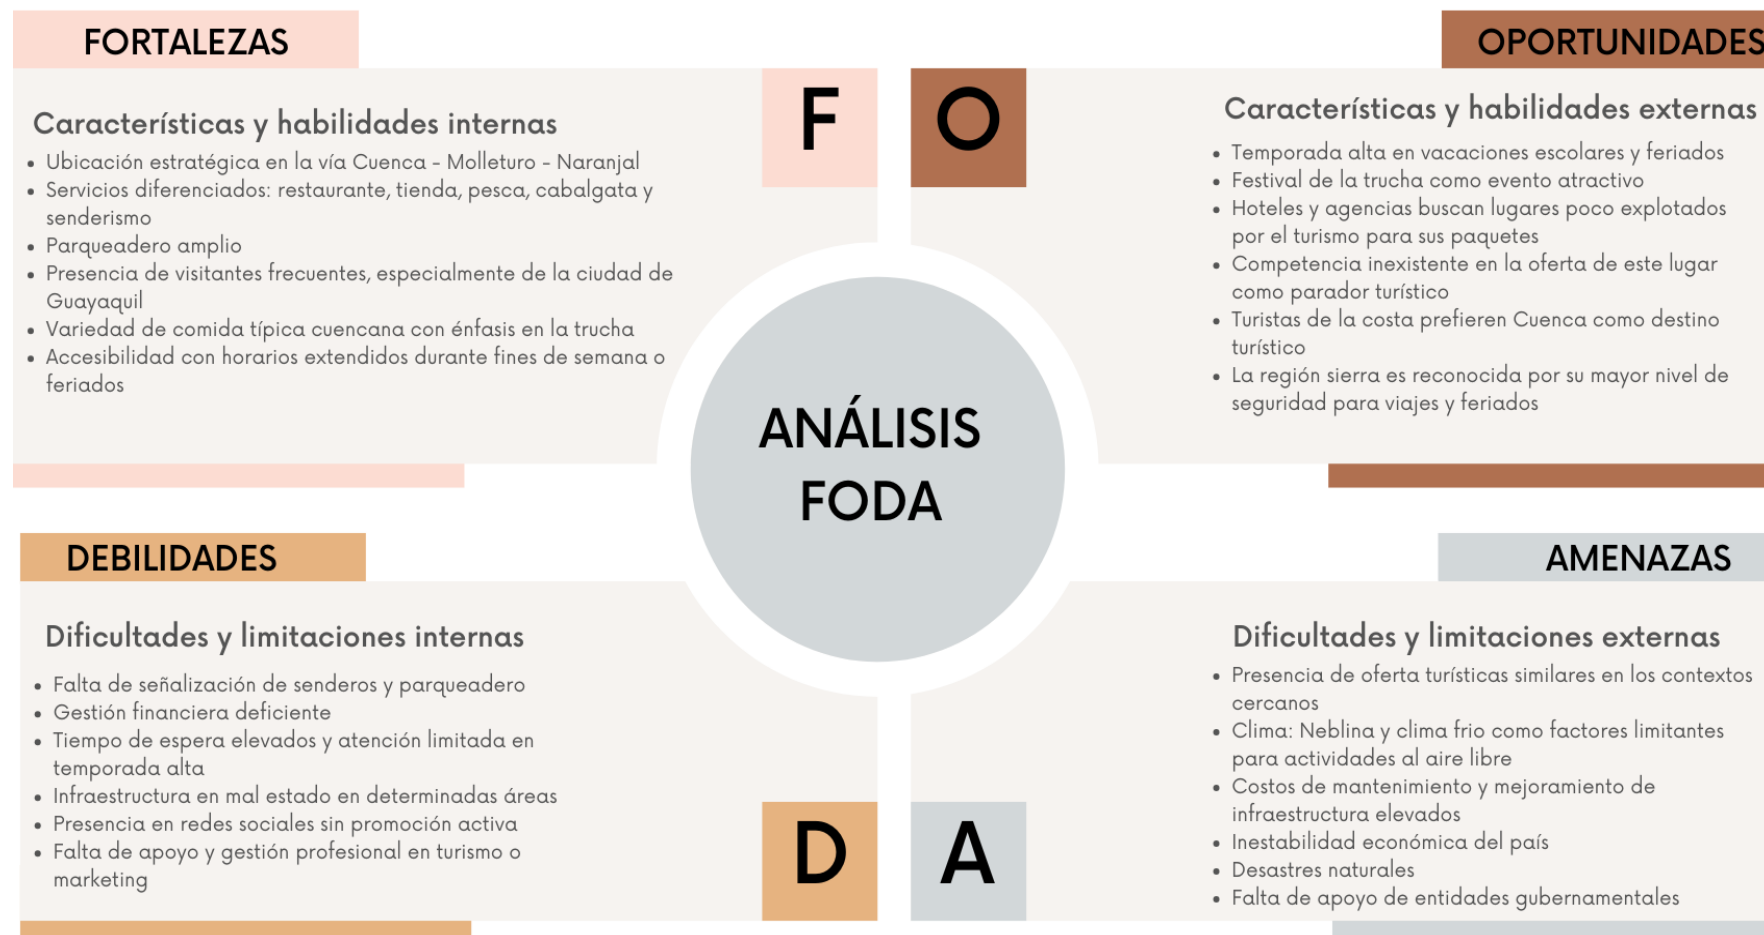 FORTALEZAS
Características y habilidades internas
• Ubicación estratégica en la vía Cuenca - Molleturo - Naranjal
• Servicios diferenciados: restaurante, tienda, pesca, cabalgata y
senderismo
• Parqueadero amplio
• Presencia de visitantes frecuentes, especialmente de la ciudad de
Guayaquil
• Variedad de comida típica cuencana con énfasis en la trucha
• Accesibilidad con horarios extendidos durante fines de semana o
feriados
F
O
OPORTUNIDADES
Características y habilidades externas
• Temporada alta en vacaciones escolares y feriados
• Festival de la trucha como evento atractivo
• Hoteles y agencias buscan lugares poco explotados
por el turismo para sus paquetes
• Competencia inexistente en la oferta de este lugar
como parador turístico
• Turistas de la costa prefieren Cuenca como destino
turístico
• La región sierra es reconocida por su mayor nivel de
seguridad para viajes y feriados
ANÁLISIS
FODA
DEBILIDADES
Dificultades y limitaciones internas
• Falta de señalización de senderos y parqueadero
• Gestión financiera deficiente
• Tiempo de espera elevados y atención limitada en
temporada alta
• Infraestructura en mal estado en determinadas áreas
• Presencia en redes sociales sin promoción activa
• Falta de apoyo y gestión profesional en turismo o
marketing
D
A
AMENAZAS
Dificultades y limitaciones externas
• Presencia de oferta turísticas similares en los contextos
cercanos
• Clima: Neblina y clima frio como factores limitantes
para actividades al aire libre
• Costos de mantenimiento y mejoramiento de
infraestructura elevados
• Inestabilidad económica del país
• Desastres naturales
• Falta de apoyo de entidades gubernamentales